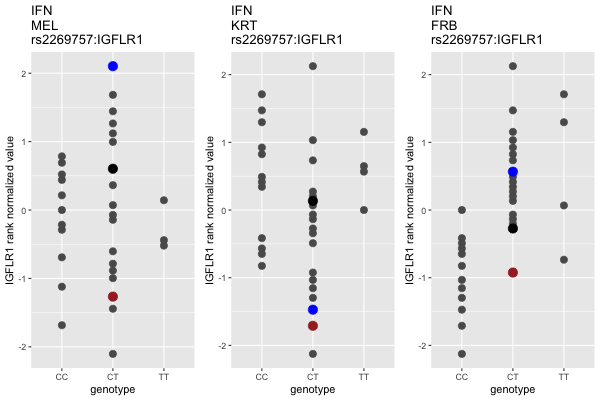 IFN
MEL
rs2269757:IGFLR1
IGFLR1 rank normalized value
2
1
0
-1
-2
CC
CT
TT
genotype
IFN
KRT
rs2269757:IGFLR1
IGFLR1 rank normalized value
2
1
0
-1
-2
CC
CT
TT
genotype
IFN
FRB
rs2269757:IGFLR1
IGFLR1 rank normalized value
2
1
0
-1
-2
CC
CT
TT
genotype